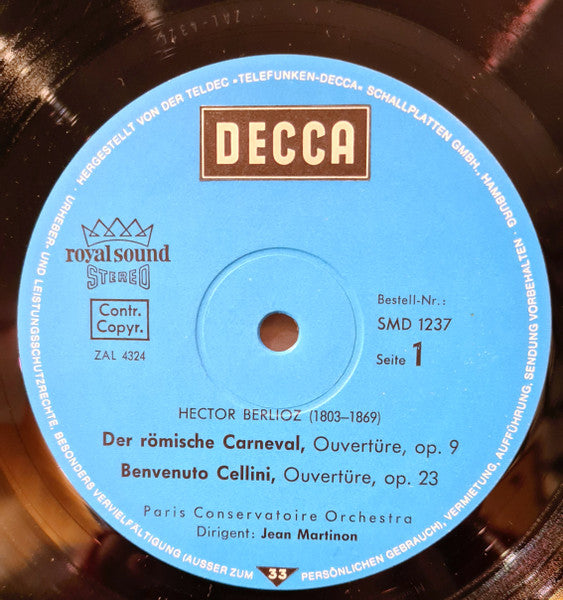 ZAL-4324
· HERGESTELLT VON DER TELDEC »TELEFUNKEN-DECCA« SCHALLPLATTEN GMBH., HAMBURG ·
URHEBER- UND LEISTUNGSSCHUTZRECHTE, BESONDERS VERVIELFÄLTIGUNG (AUSSER ZUM PERSÖNLICHEN GEBRAUCH), VERMIETUNG, AUFFÜHRUNG, SENDUNG VORBEHALTEN
DECCA
royal sound
STEREO
Contr.
Copyr.
ZAL 4324
Bestell-Nr.:
SMD 1237
Seite 1
HECTOR BERLIOZ (1803–1869)
Der römische Carneval, Ouvertüre, op. 9
Benvenuto Cellini, Ouvertüre, op. 23
Paris Conservatoire Orchestra
Dirigent: Jean Martinon
33